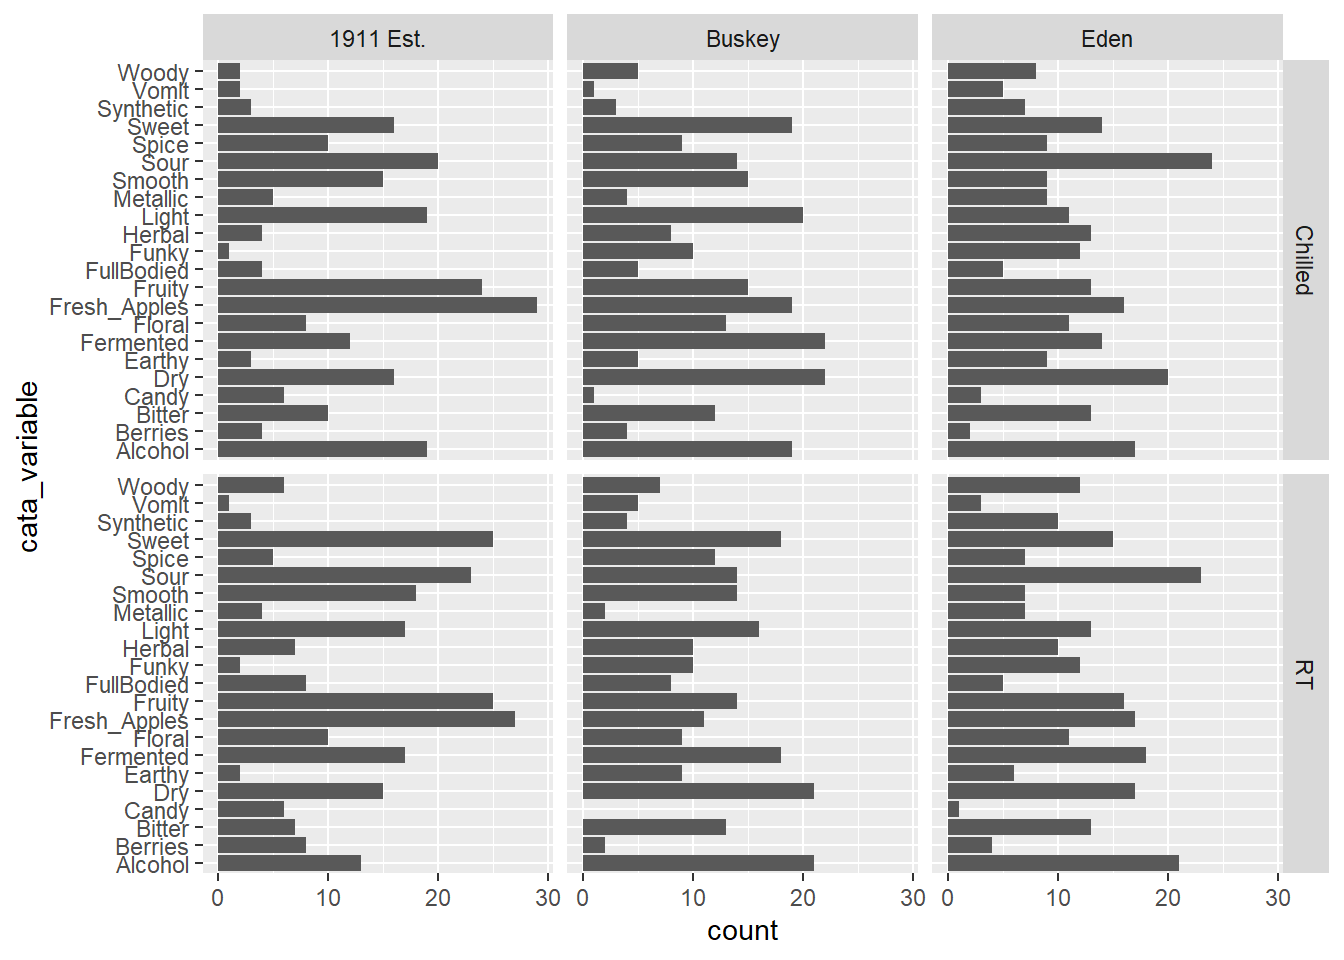 1911 Est.
Buskey
Eden
Woody
Vomit
Synthetic
Sweet
Spice
Sour
Smooth
Metallic
Light
Herbal
Funky
FullBodied
Fruity
Fresh_Apples
Floral
Fermented
Earthy
Dry
Candy
Bitter
Berries
Alcohol
Chilled
Woody
Vomit
Synthetic
Sweet
Spice
Sour
Smooth
Metallic
Light
Herbal
Funky
FullBodied
Fruity
Fresh_Apples
Floral
Fermented
Earthy
Dry
Candy
Bitter
Berries
Alcohol
RT
cata_variable
0 10 20 30 0 10 20 30 0 10 20 30
count